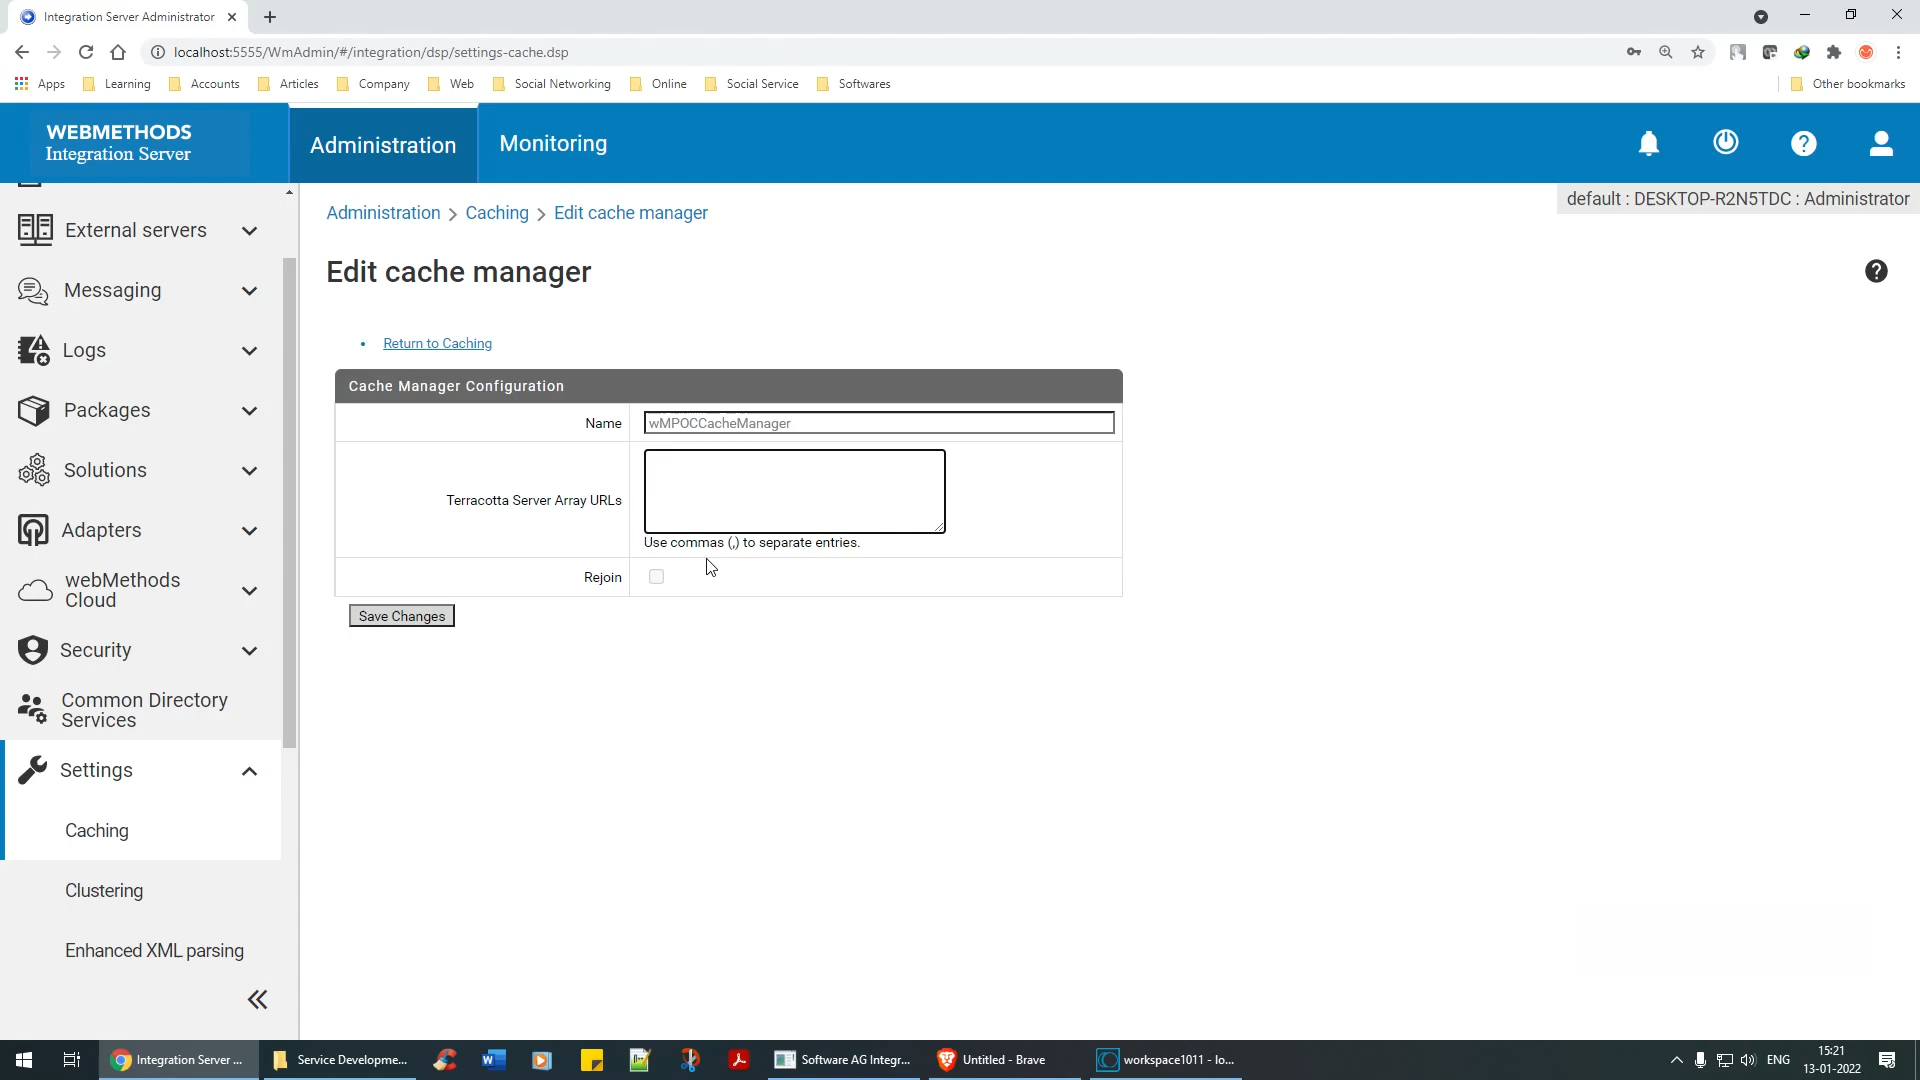 Integration Server Administrator
localhost:5555/WmAdmin/#/integration/dsp/settings-cache.dsp
Apps Learning Accounts Articles Company Web Social Networking Online Social Service Softwares Other bookmarks
WEBMETHODS
Integration Server
Administration
Monitoring
default : DESKTOP-R2N5TDC : Administrator
Administration > Caching > Edit cache manager
Edit cache manager
Return to Caching
Cache Manager Configuration
Name wMPOCCacheManager
Terracotta Server Array URLs
Use commas (,) to separate entries.
Rejoin
Save Changes
External servers
Messaging
Logs
Packages
Solutions
Adapters
webMethods
Cloud
Security
Common Directory
Services
Settings
Caching
Clustering
Enhanced XML parsing
Integration Server ...
Service Developme...
Software AG Integr...
Untitled - Brave
workspace1011 - Io...
ENG
15:21
13-01-2022